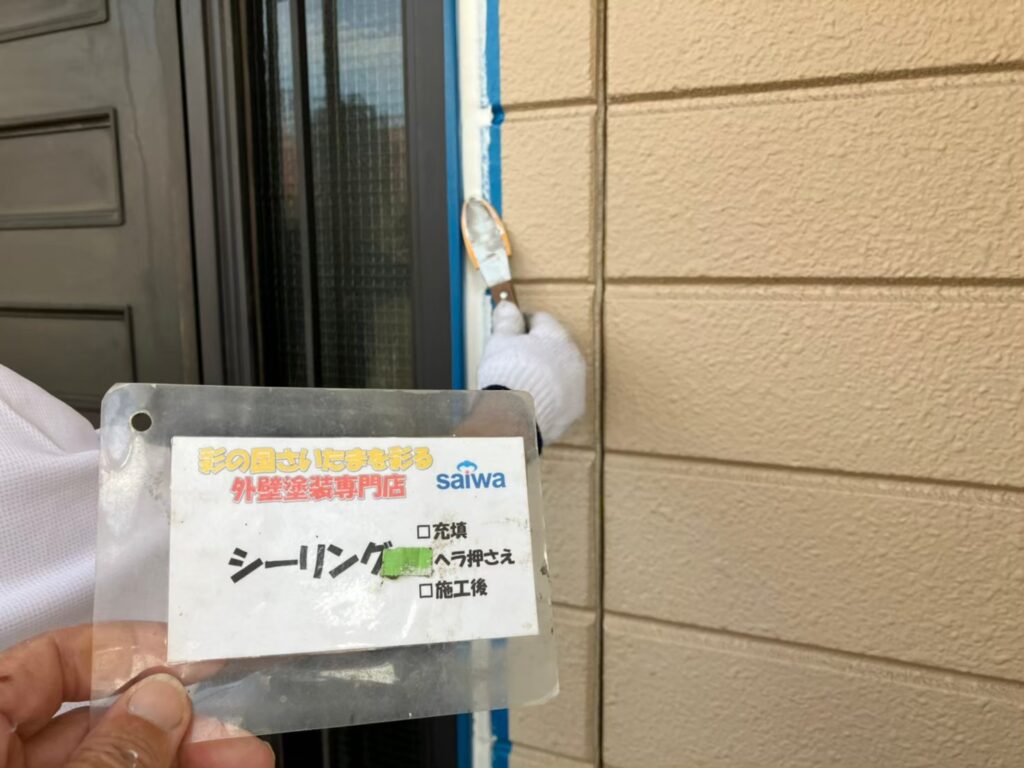 彩の国さいたまを彩る
外壁塗装専門店
saiwa
□充填
シーリング
ヘラ押さえ
□施工後